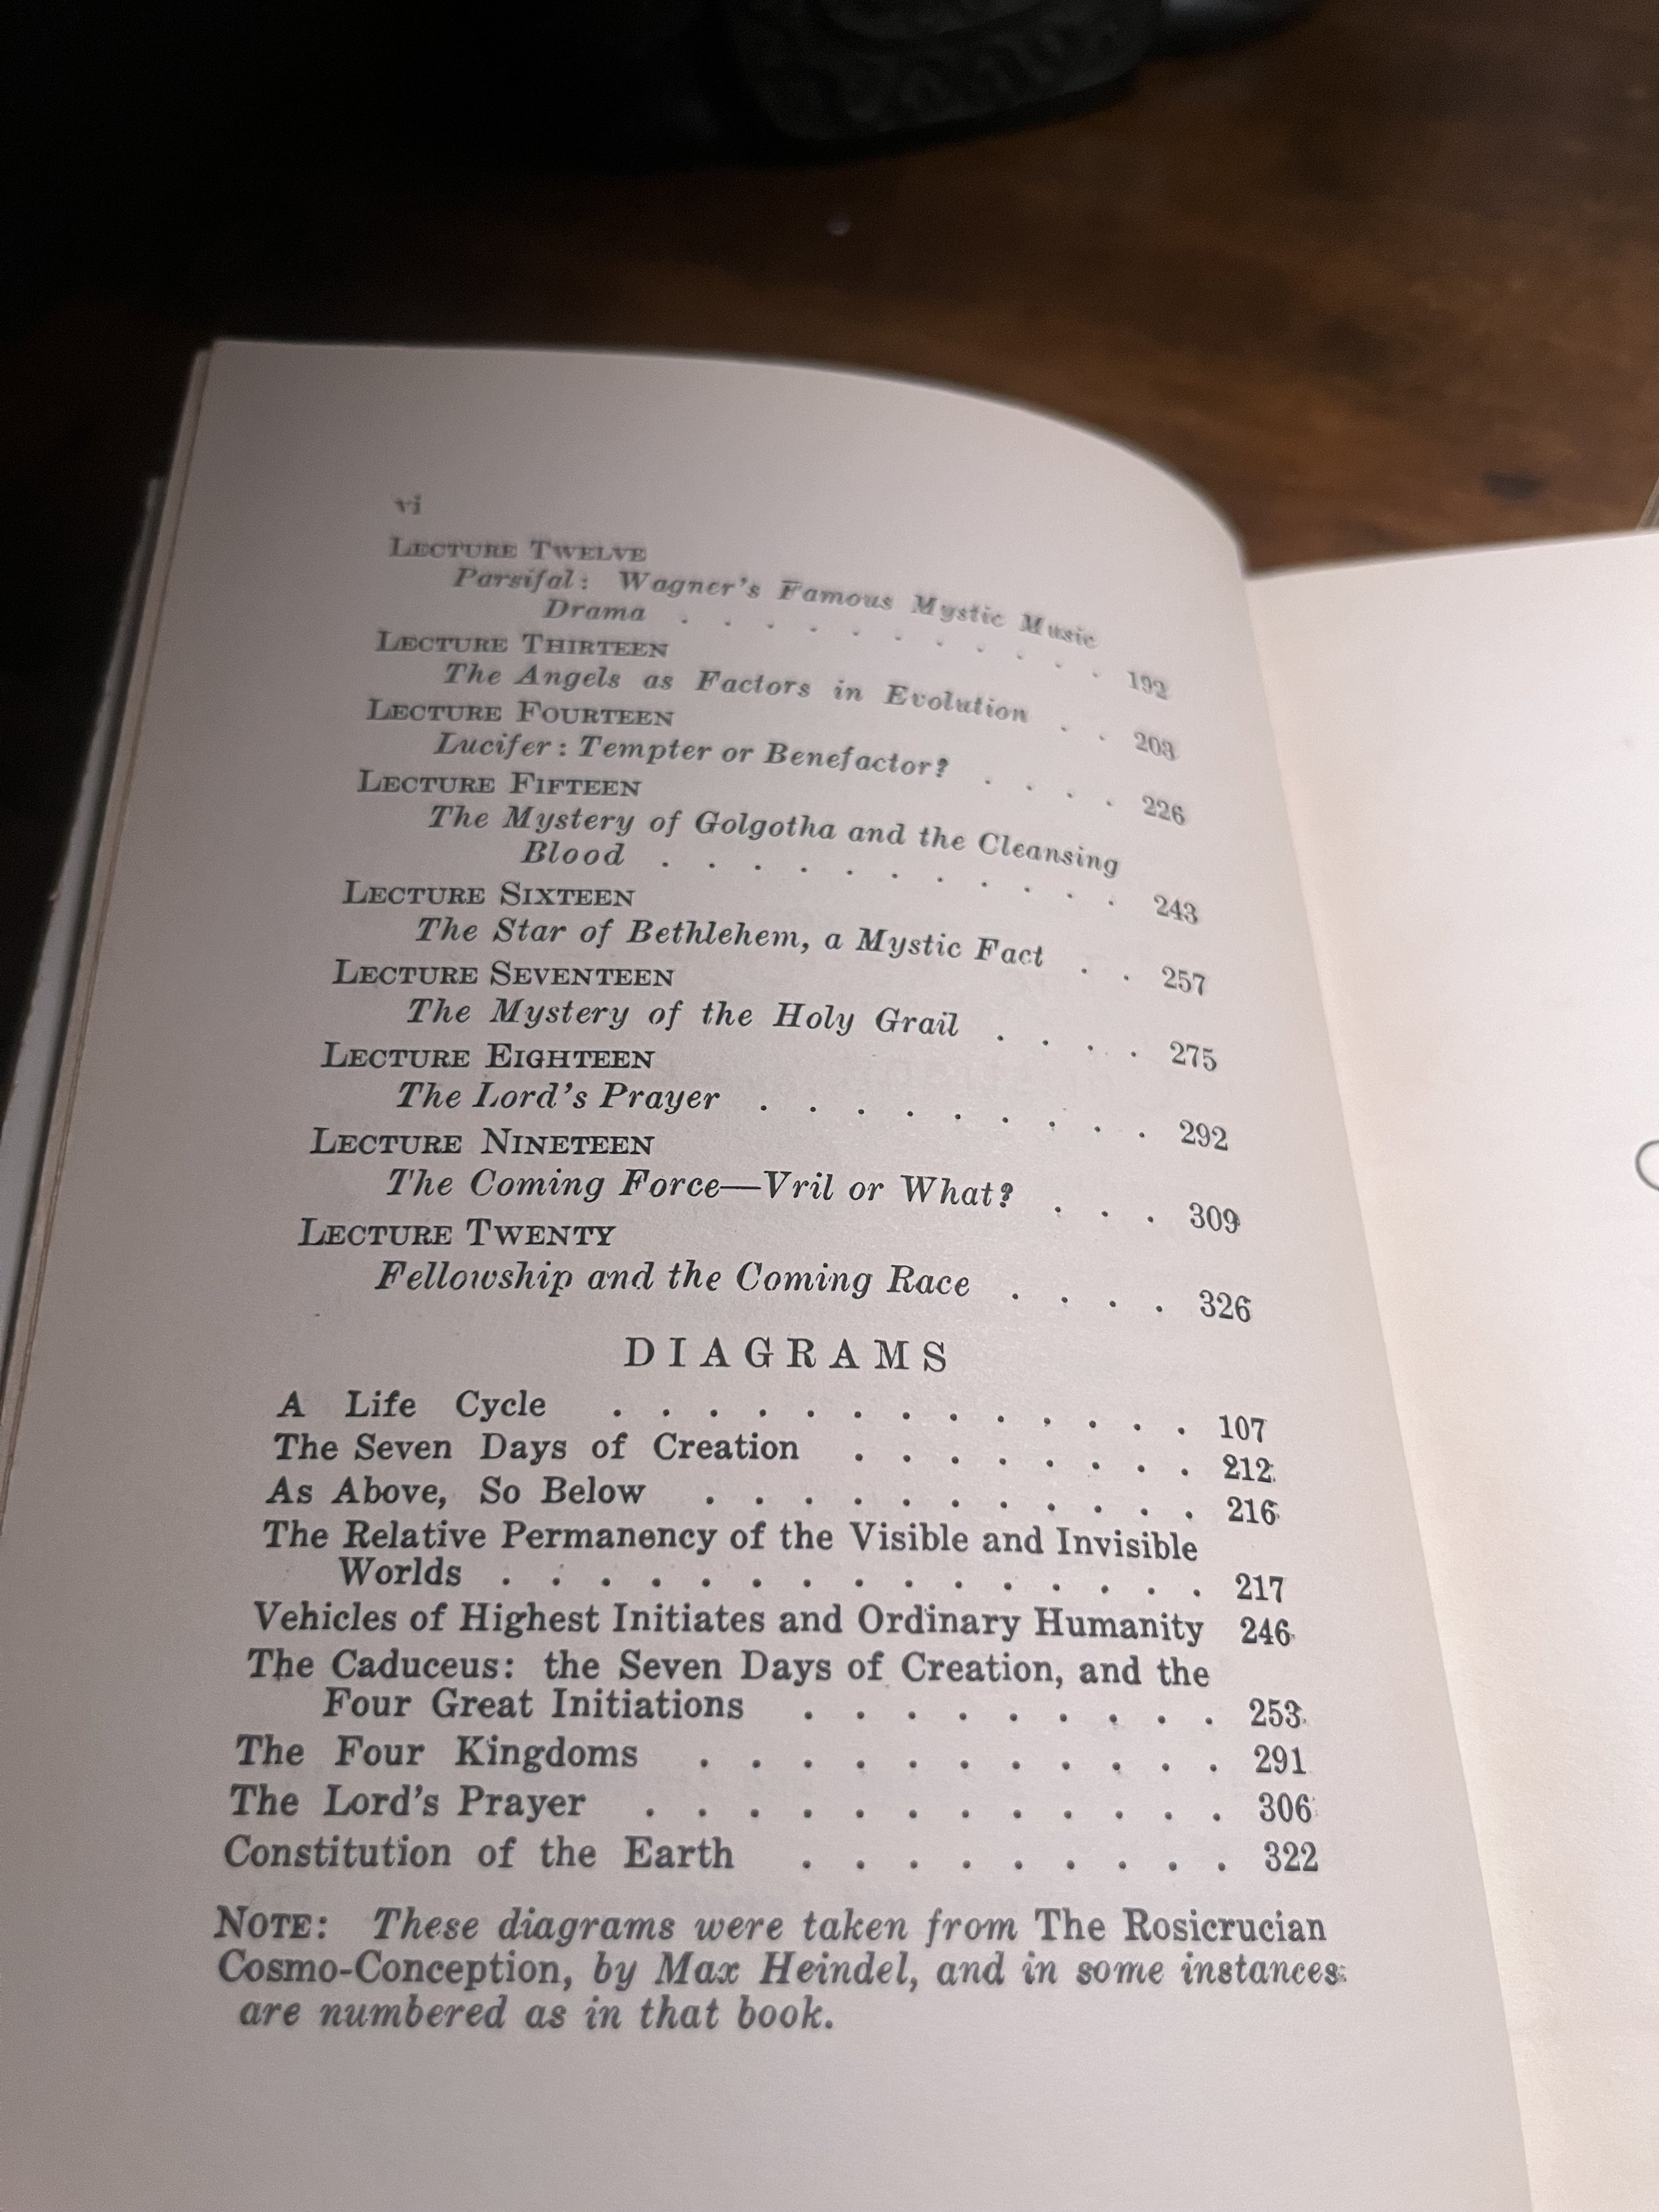 vi
LECTURE TWELVE
Parsifal: Wagner's Famous Mystic Music
Drama . . . . . . . . . . 192
LECTURE THIRTEEN
The Angels as Factors in Evolution . . 203
LECTURE FOURTEEN
Lucifer: Tempter or Benefactor? . . . . 226
LECTURE FIFTEEN
The Mystery of Golgotha and the Cleansing
Blood . . . . . . . . . . . 243
LECTURE SIXTEEN
The Star of Bethlehem, a Mystic Fact . . 257
LECTURE SEVENTEEN
The Mystery of the Holy Grail . . . . 275
LECTURE EIGHTEEN
The Lord's Prayer . . . . . . . . . 292
LECTURE NINETEEN
The Coming Force—Vril or What? . . . 309
LECTURE TWENTY
Fellowship and the Coming Race . . . . 326
DIAGRAMS
A Life Cycle . . . . . . . . . . . . . 107
The Seven Days of Creation . . . . . . . . 212
As Above, So Below . . . . . . . . . . . 216
The Relative Permanency of the Visible and Invisible
Worlds . . . . . . . . . . . . . . . 217
Vehicles of Highest Initiates and Ordinary Humanity 246
The Caduceus: the Seven Days of Creation, and the
Four Great Initiations . . . . . . . . . 253
The Four Kingdoms . . . . . . . . . . . 291
The Lord's Prayer . . . . . . . . . . . . 306
Constitution of the Earth . . . . . . . . . 322
NOTE: These diagrams were taken from The Rosicrucian
Cosmo-Conception, by Max Heindel, and in some instances
are numbered as in that book.